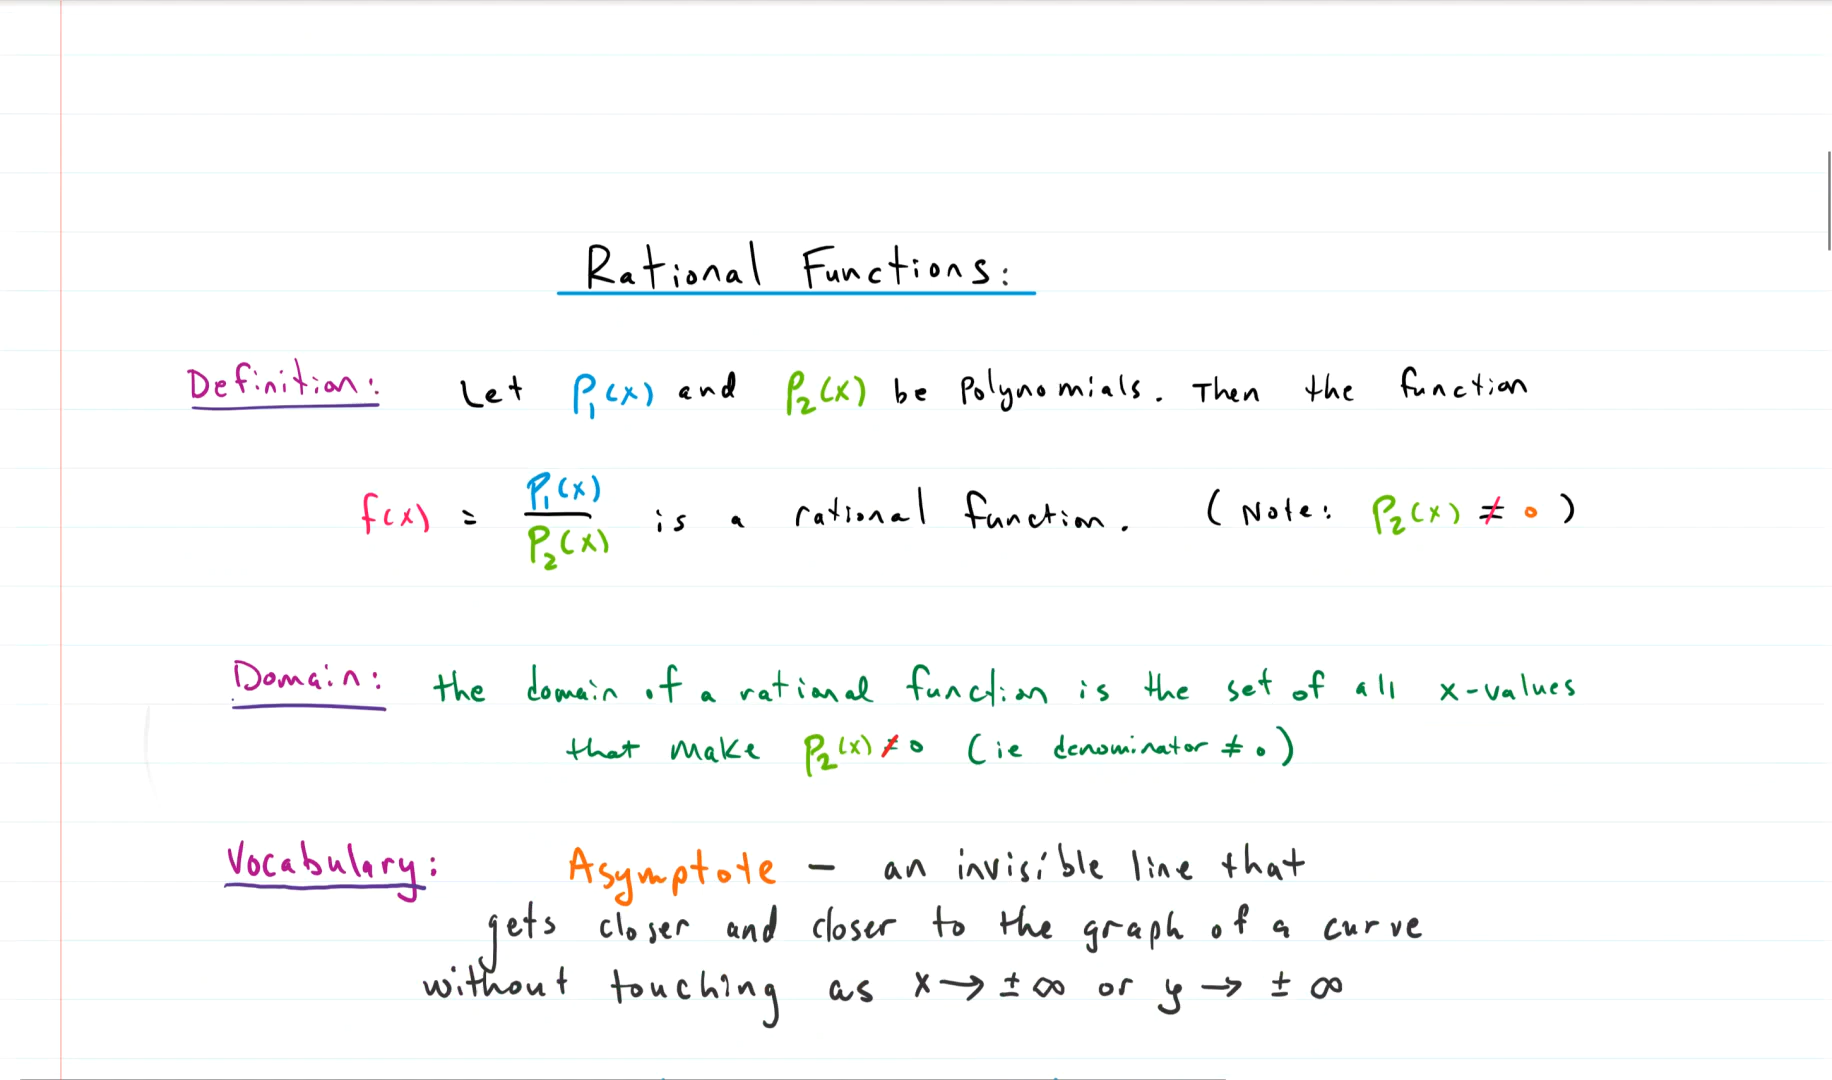 Rational Functions:
Definition: Let P₁(x) and P₂(x) be Polynomials. Then the function
f(x) = P₁(x)/P₂(x) is a rational function. (Note: P₂(x) ≠ 0)
Domain: the domain of a rational function is the set of all x-values
that make P₂(x) ≠ 0 (ie denominator ≠ 0)
Vocabulary: Asymptote – an invisible line that
gets closer and closer to the graph of a curve
without touching as x → ± ∞ or y → ± ∞